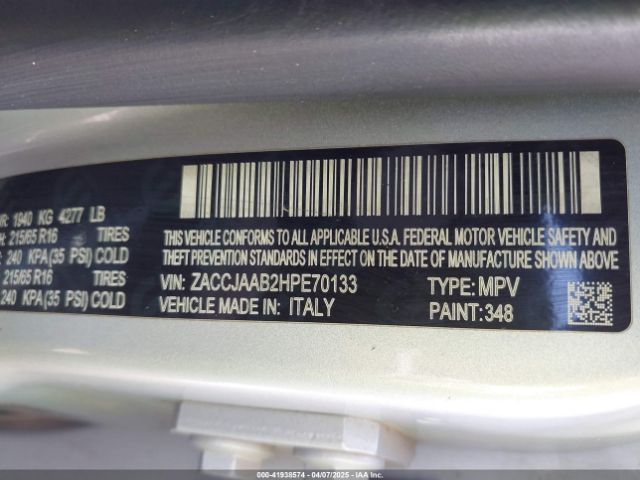 1940 KG 4277 LB
215/65 R16 TIRES
240 KPA(35 PSI) COLD
215/65 R16 TIRES
240 KPA(35 PSI) COLD
THIS VEHICLE CONFORMS TO ALL APPLICABLE U.S.A. FEDERAL MOTOR VEHICLE SAFETY AND
THEFT PREVENTION STANDARDS IN EFFECT ON THE DATE OF MANUFACTURE SHOWN ABOVE
VIN: ZACCJAAB2HPE70133 TYPE: MPV
VEHICLE MADE IN: ITALY PAINT: 348
000-41938574 04/07/2025 iaai.com